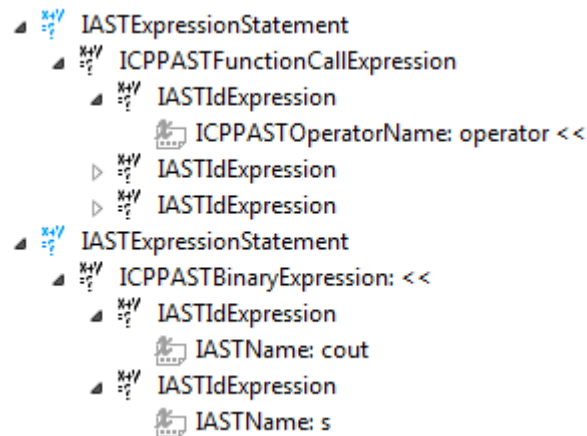 IASTExpressionStatement
ICPPASTFunctionCallExpression
IASTIdExpression
ICPPASTOperatorName: operator <<
IASTIdExpression
IASTIdExpression
IASTExpressionStatement
ICPPASTBinaryExpression: <<
IASTIdExpression
IASTName: cout
IASTIdExpression
IASTName: s